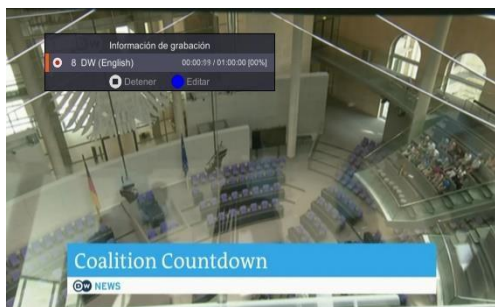 Información de grabación
8 DW (English) 00:00:19 / 01:00:00 [00%]
Detener Editar
Coalition Countdown
DW NEWS